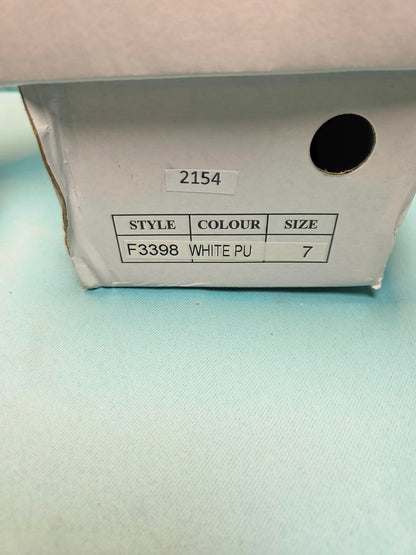 2154
STYLE COLOUR SIZE
F3398 WHITE PU 7